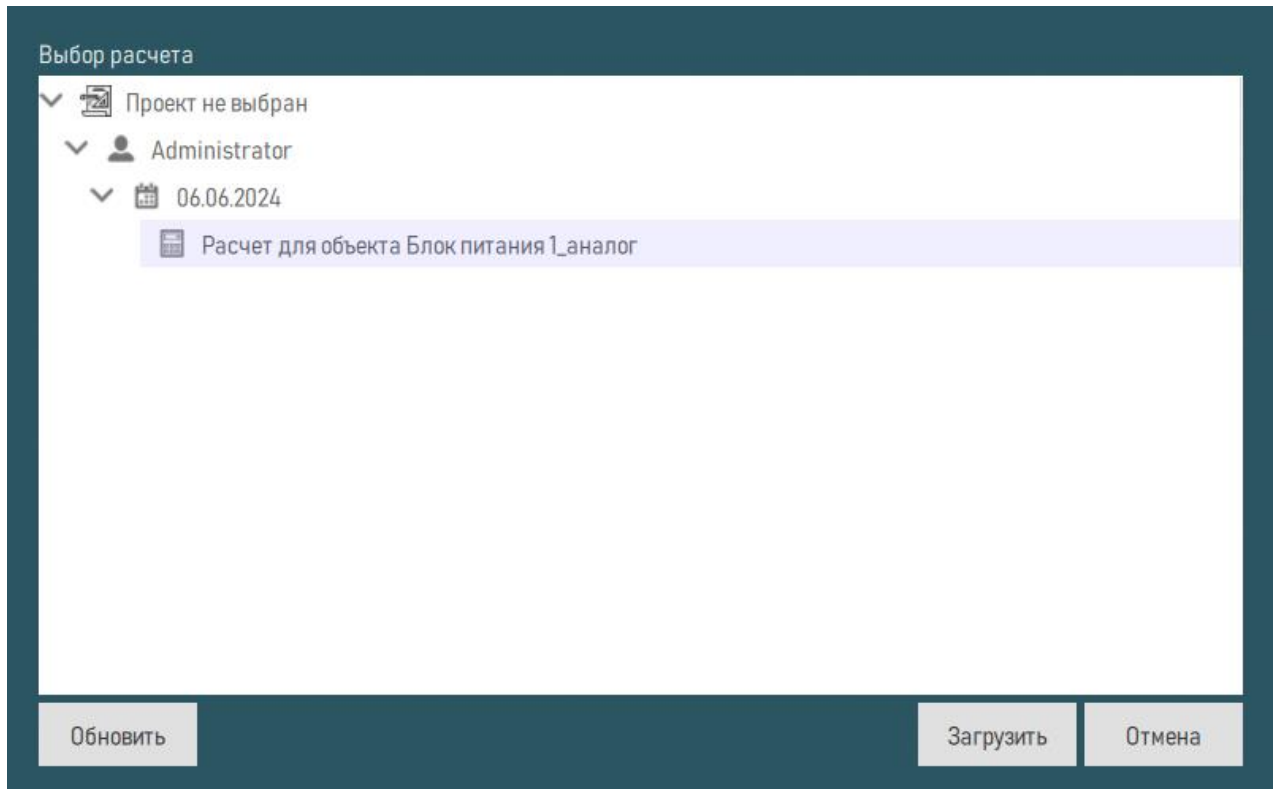 Выбор расчета
Проект не выбран
Administrator
06.06.2024
Расчет для объекта Блок питания 1_аналог
Обновить
Загрузить
Отмена